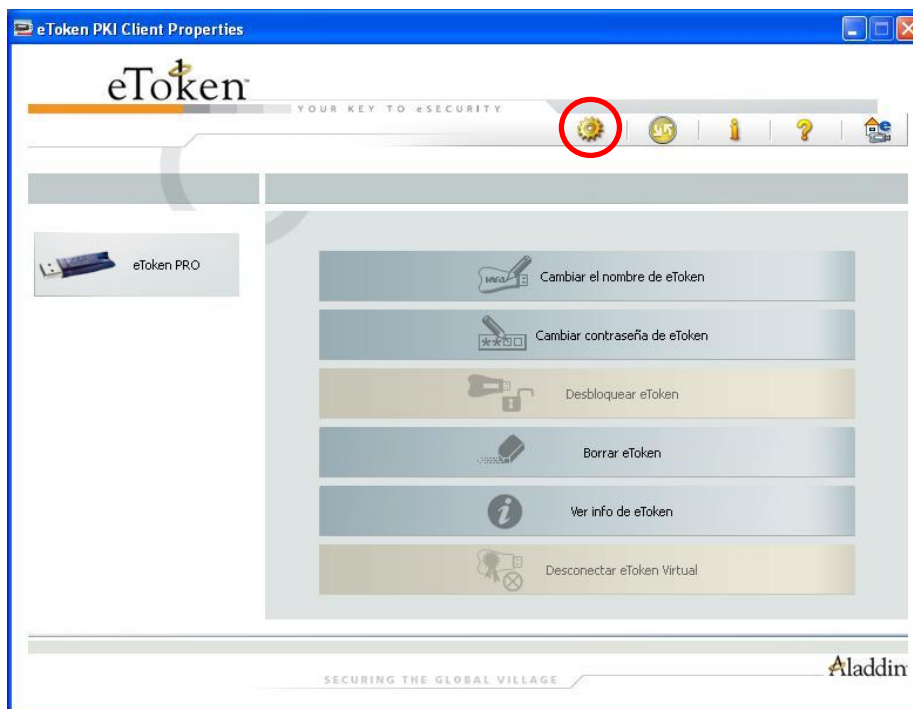 eToken PKI Client Properties
eToken
YOUR KEY TO eSECURITY
eToken PRO
Cambiar el nombre de eToken
Cambiar contraseña de eToken
Desbloquear eToken
Borrar eToken
Ver info de eToken
Desconectar eToken Virtual
SECURING THE GLOBAL VILLAGE
Aladdin